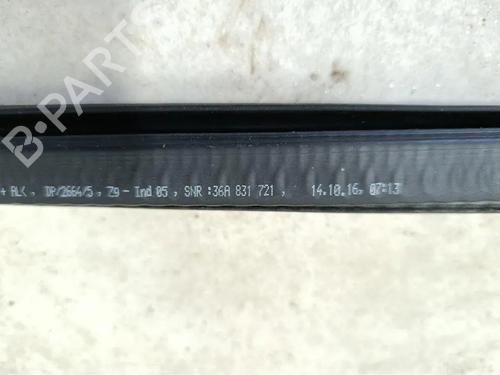 B-PARTS
+ ALK , DP/2664/5 , Z9 - Ind 05 , SNR :36A 831 721 , 14.10.16, 07:13